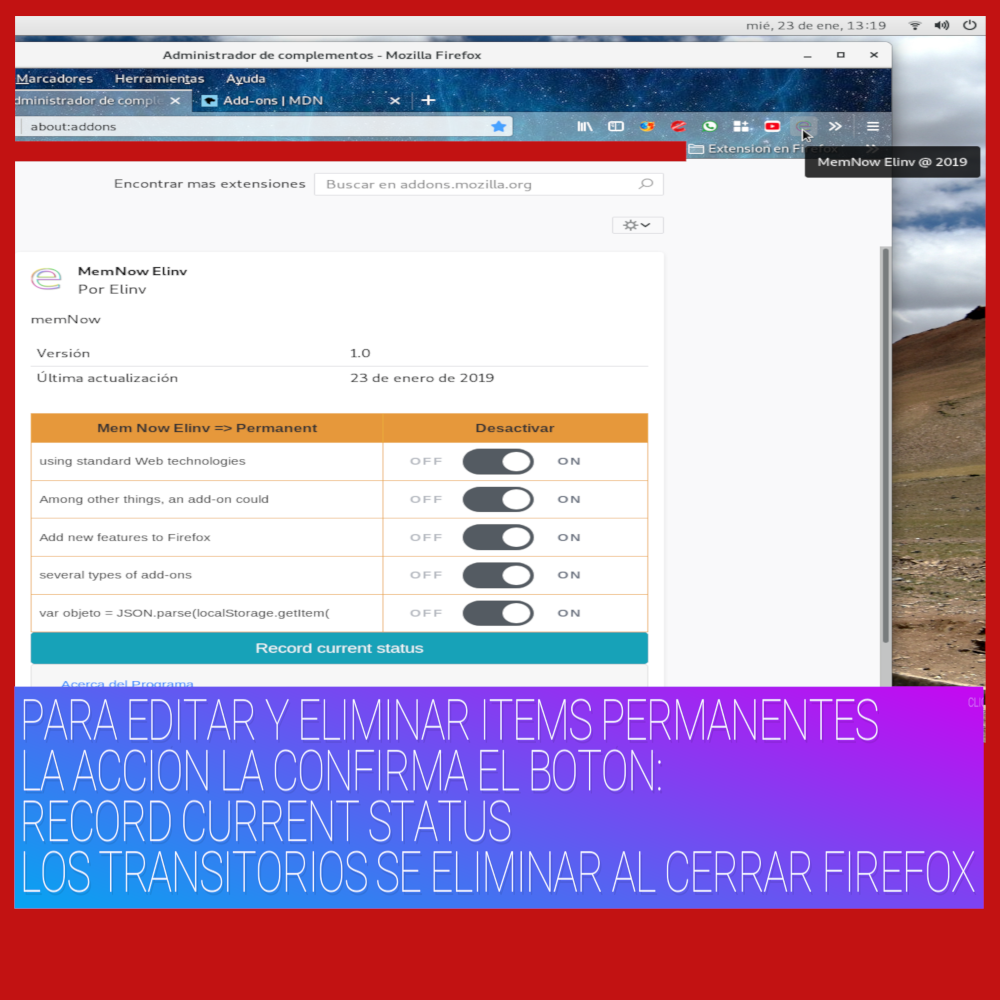 mié, 23 de ene, 13:19
Administrador de complementos - Mozilla Firefox
Marcadores Herramientas Ayuda
dministrador de comple Add-ons | MDN
about:addons
Extension en Firefox
MemNow Elinv @ 2019
Encontrar mas extensiones Buscar en addons.mozilla.org
MemNow Elinv
Por Elinv
memNow
Versión 1.0
Última actualización 23 de enero de 2019
Mem Now Elinv => Permanent Desactivar
using standard Web technologies OFF ON
Among other things, an add-on could OFF ON
Add new features to Firefox OFF ON
several types of add-ons OFF ON
var objeto = JSON.parse(localStorage.getItem( OFF ON
Record current status
Acerca del Programa
PARA EDITAR Y ELIMINAR ITEMS PERMANENTES
LA ACCION LA CONFIRMA EL BOTON:
RECORD CURRENT STATUS
LOS TRANSITORIOS SE ELIMINAR AL CERRAR FIREFOX